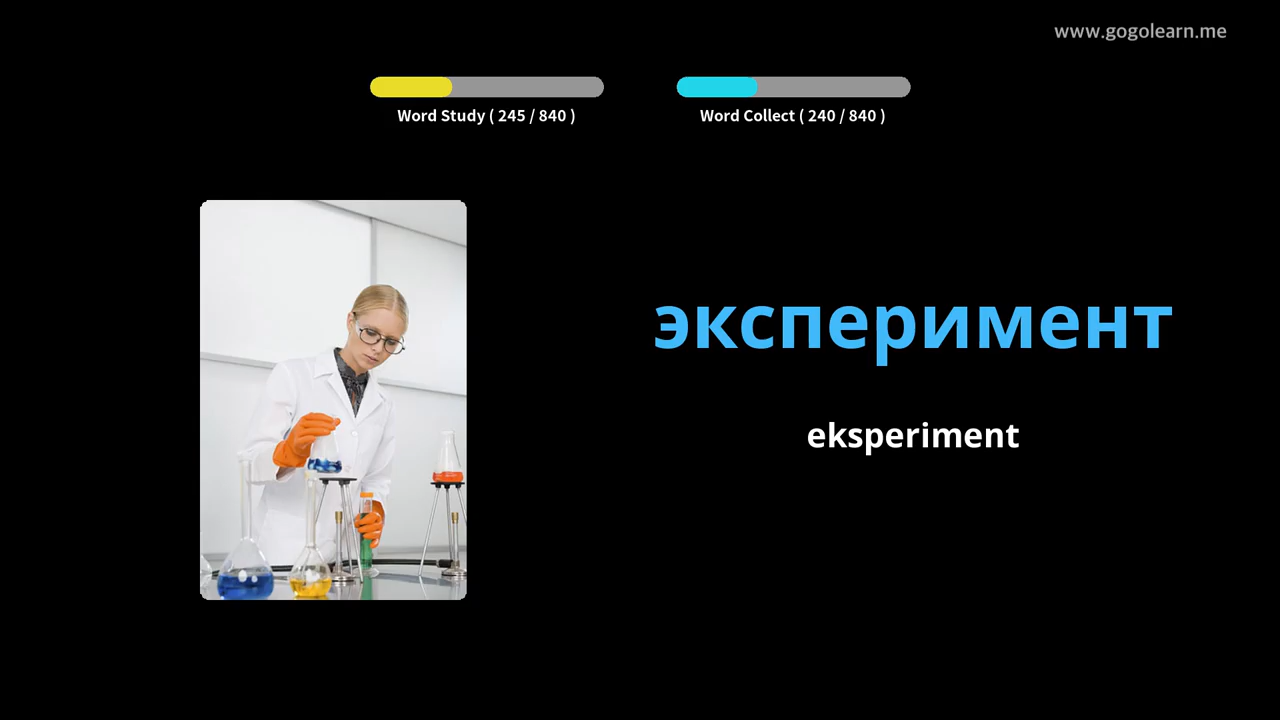 www.gogolearn.me
Word Study ( 245 / 840 )
Word Collect ( 240 / 840 )
эксперимент
eksperiment